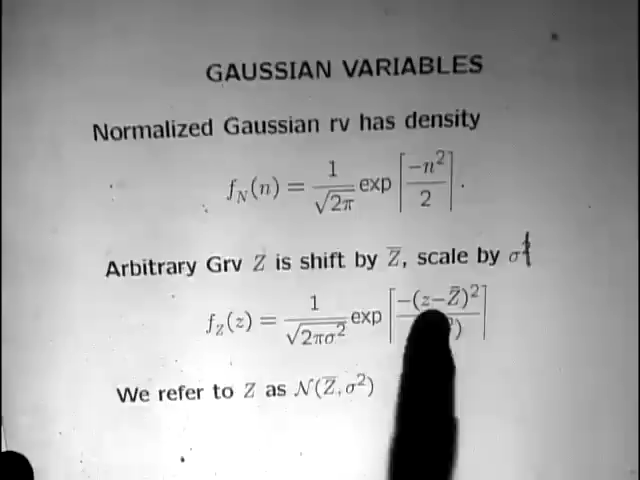 GAUSSIAN VARIABLES
Normalized Gaussian rv has density
f_N(n) = 1/√(2π) exp [−n²/2].
Arbitrary Grv Z is shift by Z̅, scale by σ
f_Z(z) = 1/√(2πσ²) exp [−(z−Z̅)²/ ²)]
We refer to Z as 𝒩(Z̅, σ²)